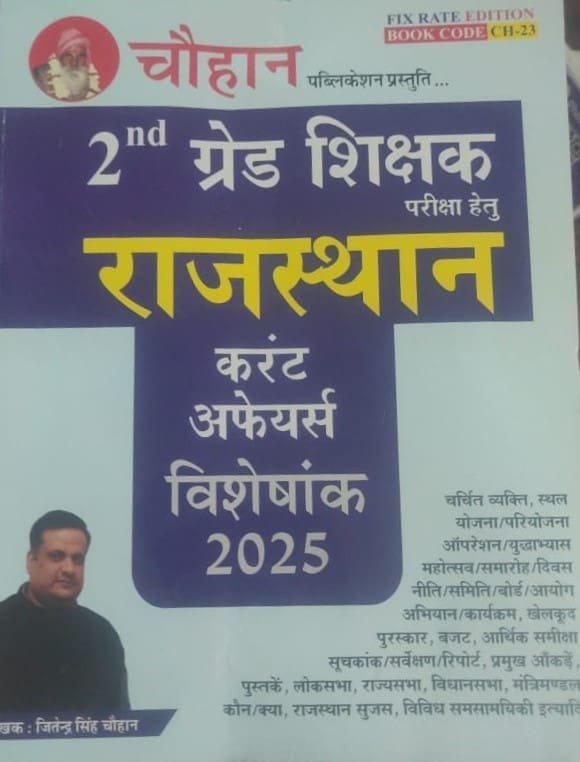 FIX RATE EDITION
BOOK CODE CH-23
चौहान
पब्लिकेशन प्रस्तुति ...
2nd ग्रेड शिक्षक
परीक्षा हेतु
राजस्थान
करंट
अफेयर्स
विशेषांक
2025
चर्चित व्यक्ति, स्थल
योजना/परियोजना
ऑपरेशन/युद्धाभ्यास
महोत्सव/समारोह/दिवस
नीति/समिति/बोर्ड/आयोग
अभियान/कार्यक्रम, खेलकूद
पुरस्कार, बजट, आर्थिक समीक्षा
सूचकांक/सर्वेक्षण/रिपोर्ट, प्रमुख आँकड़ें,
पुस्तकें, लोकसभा, राज्यसभा, विधानसभा, मंत्रिमण्डल
कौन/क्या, राजस्थान सुजस, विविध समसामयिकी इत्यादि
खक : जितेन्द्र सिंह चौहान